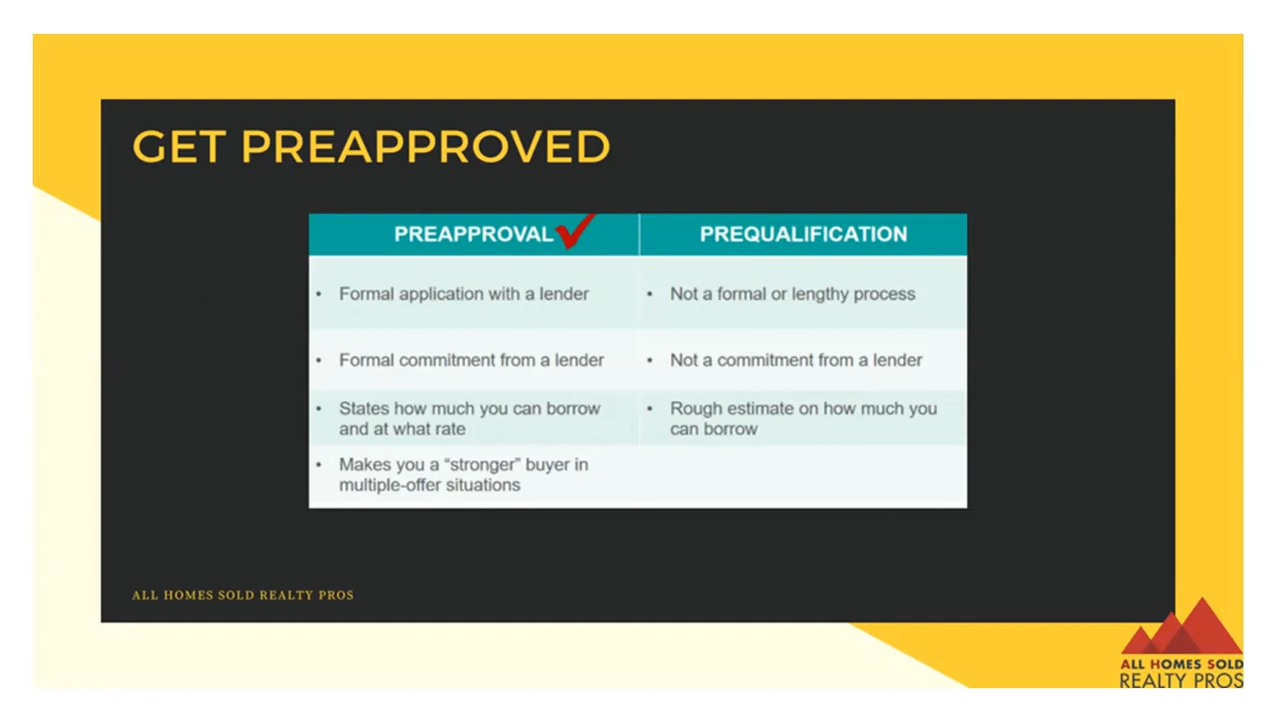 GET PREAPPROVED
PREAPPROVAL
PREQUALIFICATION
• Formal application with a lender
• Not a formal or lengthy process
• Formal commitment from a lender
• Not a commitment from a lender
• States how much you can borrow
and at what rate
• Rough estimate on how much you
can borrow
• Makes you a “stronger” buyer in
multiple-offer situations
ALL HOMES SOLD REALTY PROS
ALL HOMES SOLD
REALTY PROS